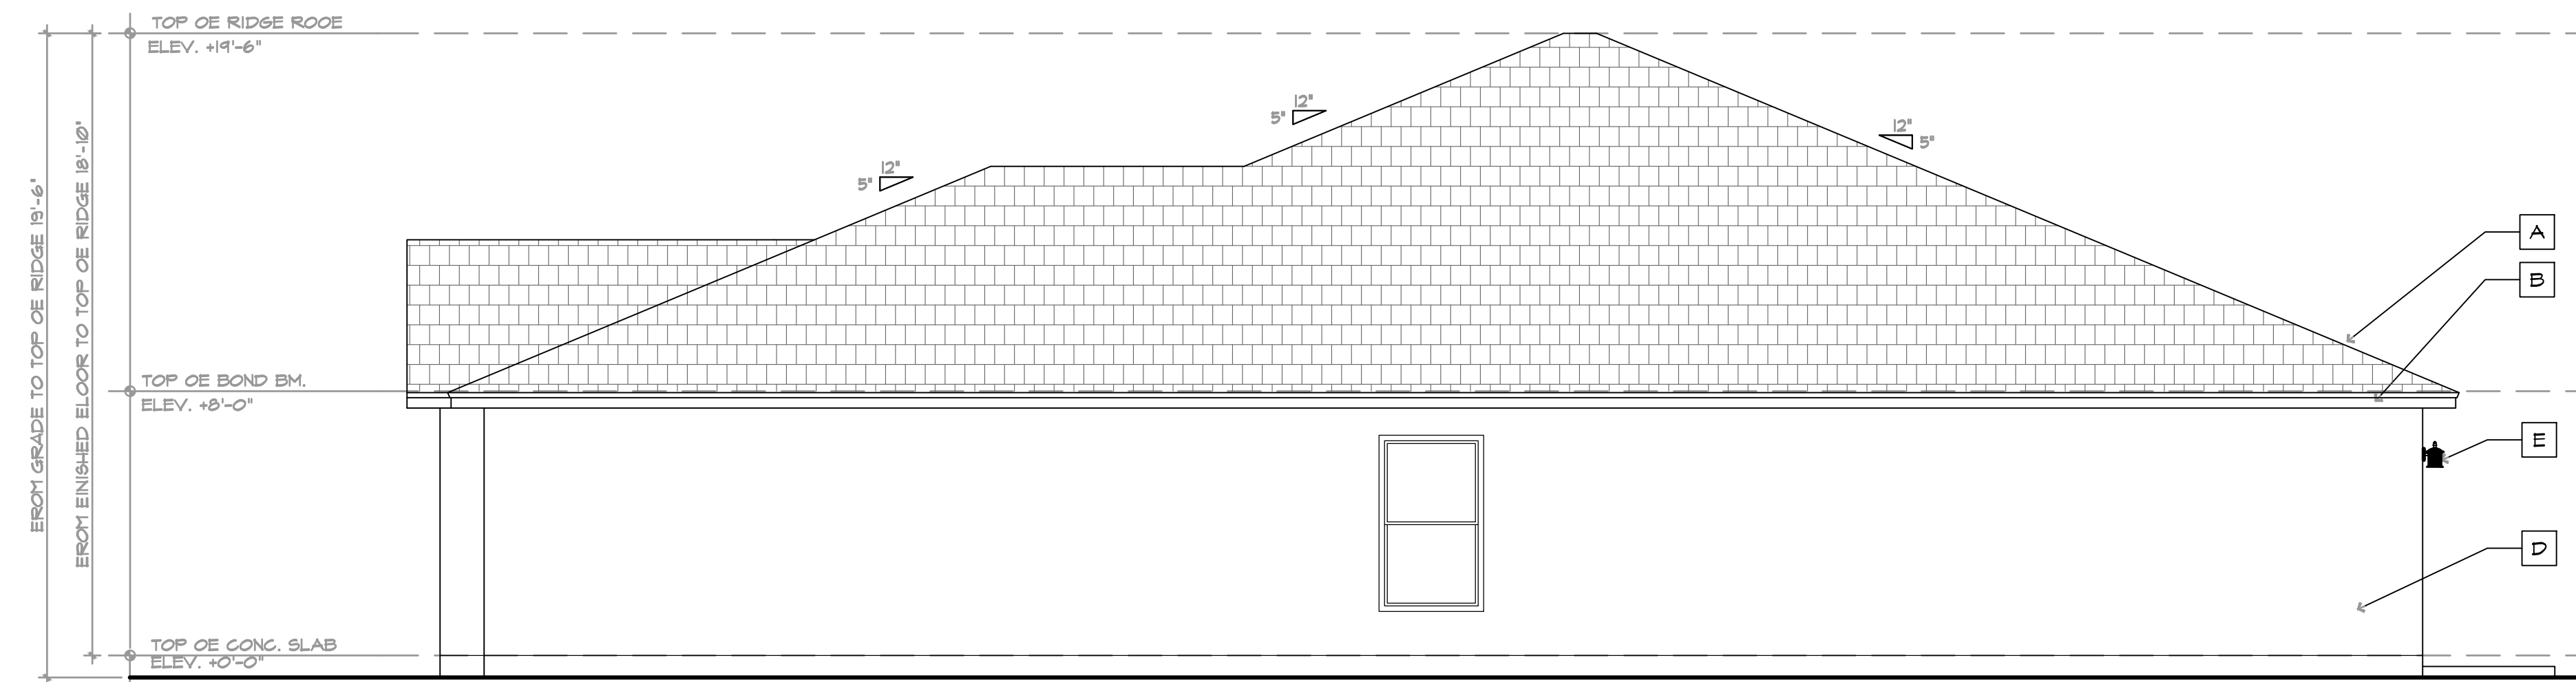 TOP OE RIDGE ROOE
ELEV. +19'-6"
EROM GRADE TO TOP OE RIDGE 19'-6"
EROM EINISHED ELOOR TO TOP OE RIDGE 18'-10"
12"
5"
12"
5"
12"
5"
A
B
TOP OE BOND BM.
ELEV. +8'-0"
E
D
TOP OE CONC. SLAB
ELEV. +0'-0"